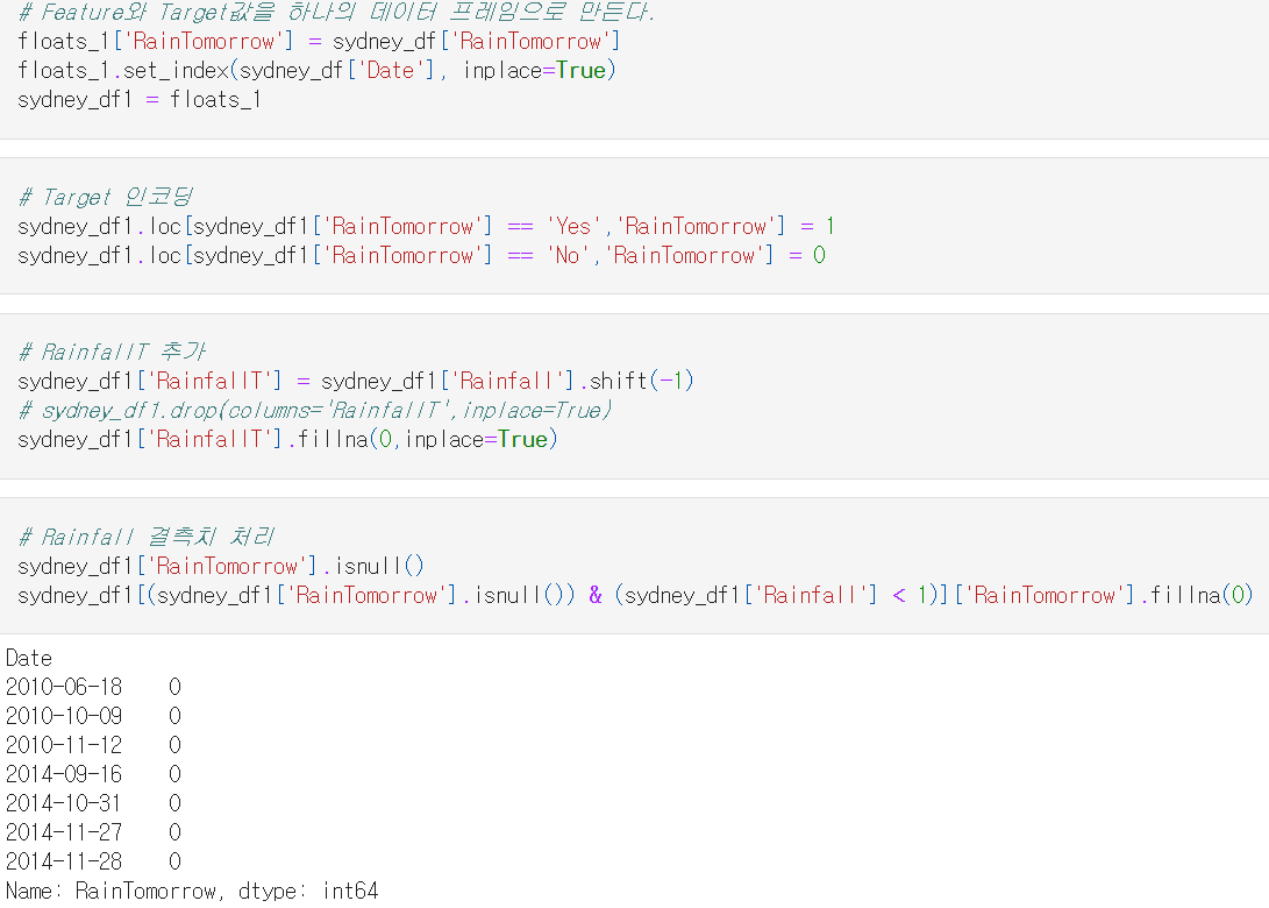 # Feature와 Target값을 하나의 데이터 프레임으로 만든다.
floats_1['RainTomorrow'] = sydney_df['RainTomorrow']
floats_1.set_index(sydney_df['Date'], inplace=True)
sydney_df1 = floats_1
# Target 인코딩
sydney_df1.loc[sydney_df1['RainTomorrow'] == 'Yes','RainTomorrow'] = 1
sydney_df1.loc[sydney_df1['RainTomorrow'] == 'No','RainTomorrow'] = 0
# RainfallT 추가
sydney_df1['RainfallT'] = sydney_df1['Rainfall'].shift(-1)
# sydney_df1.drop(columns='RainfallT',inplace=True)
sydney_df1['RainfallT'].fillna(0,inplace=True)
# Rainfall 결측치 처리
sydney_df1['RainTomorrow'].isnull()
sydney_df1[(sydney_df1['RainTomorrow'].isnull()) & (sydney_df1['Rainfall'] < 1)]['RainTomorrow'].fillna(0)
Date
2010-06-18 0
2010-10-09 0
2010-11-12 0
2014-09-16 0
2014-10-31 0
2014-11-27 0
2014-11-28 0
Name: RainTomorrow, dtype: int64